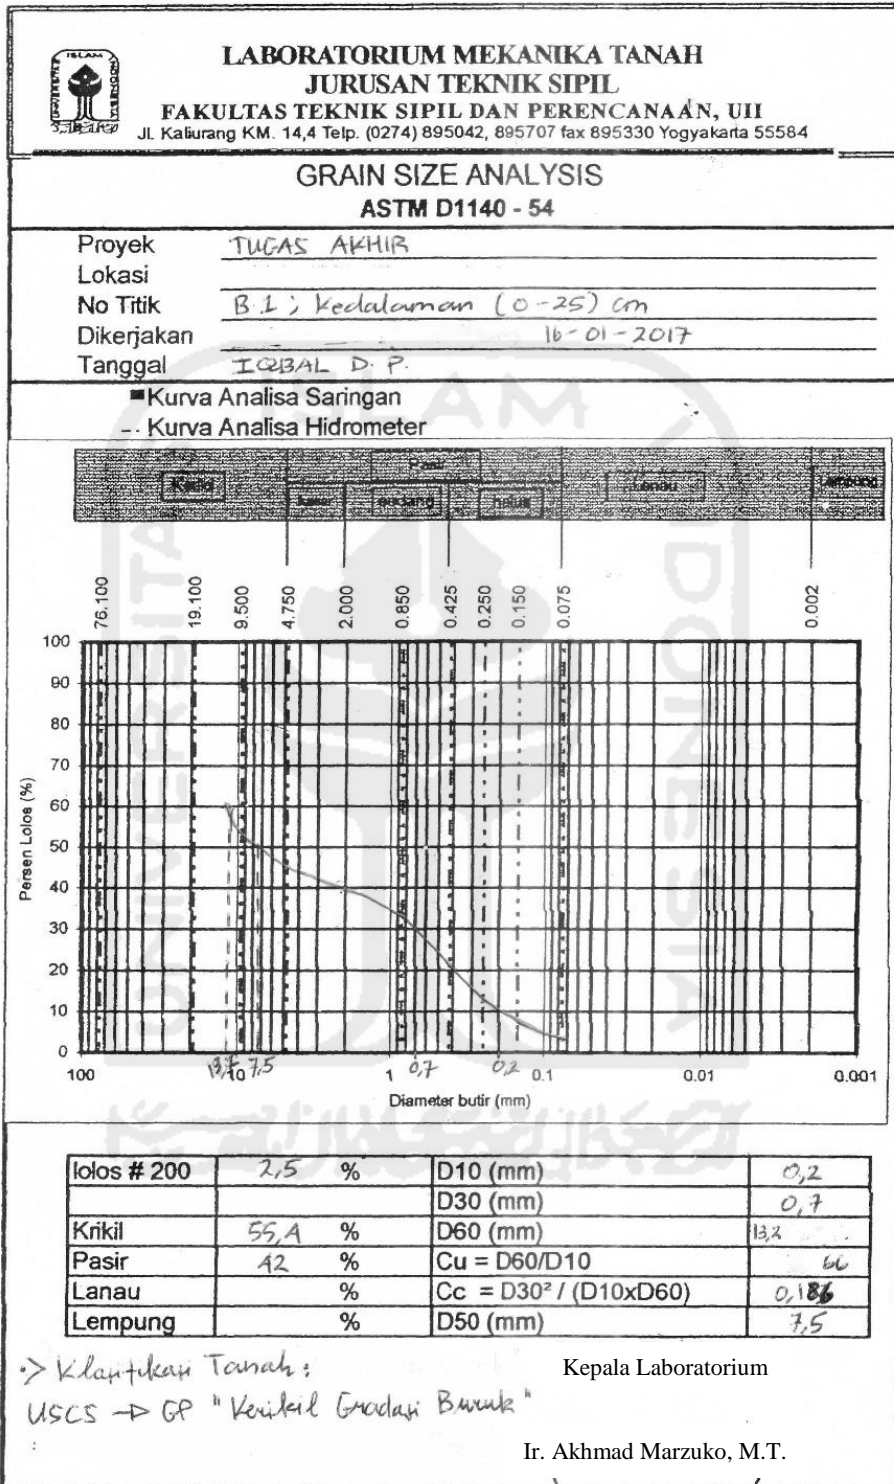 ISLAM
LABORATORIUM MEKANIKA TANAH
JURUSAN TEKNIK SIPIL
FAKULTAS TEKNIK SIPIL DAN PERENCANAAN, UII
Jl. Kaliurang KM. 14,4 Telp. (0274) 895042, 895707 fax 895330 Yogyakarta 55584
GRAIN SIZE ANALYSIS
ASTM D1140 - 54
Proyek TUGAS AKHIR
Lokasi
No Titik B.1 ; Kedalaman (0-25) cm
Dikerjakan 16-01-2017
Tanggal IQBAL D. P.
Kurva Analisa Saringan
Kurva Analisa Hidrometer
Pasir
Kerikil kasar sedang halus Lanau Lempung
76.100 19.100 9.500 4.750 2.000 0.850 0.425 0.250 0.150 0.075 0.002
100
90
80
70
60
50
40
30
20
10
0
Persen Lolos (%)
100 10 1 0.1 0.01 0.001
7,5 0,7 0,2
Diameter butir (mm)
lolos # 200 2,5 % D10 (mm) 0,2
D30 (mm) 0,7
Krikil 55,4 % D60 (mm) 13,2
Pasir 42 % Cu = D60/D10 66
Lanau % Cc = D30² / (D10xD60) 0,186
Lempung % D50 (mm) 7,5
Tanah :
USCS → GP "Kerikil Gradasi Buruk"
Kepala Laboratorium
Ir. Akhmad Marzuko, M.T.
UNIVERSITAS ISLAM INDONESIA